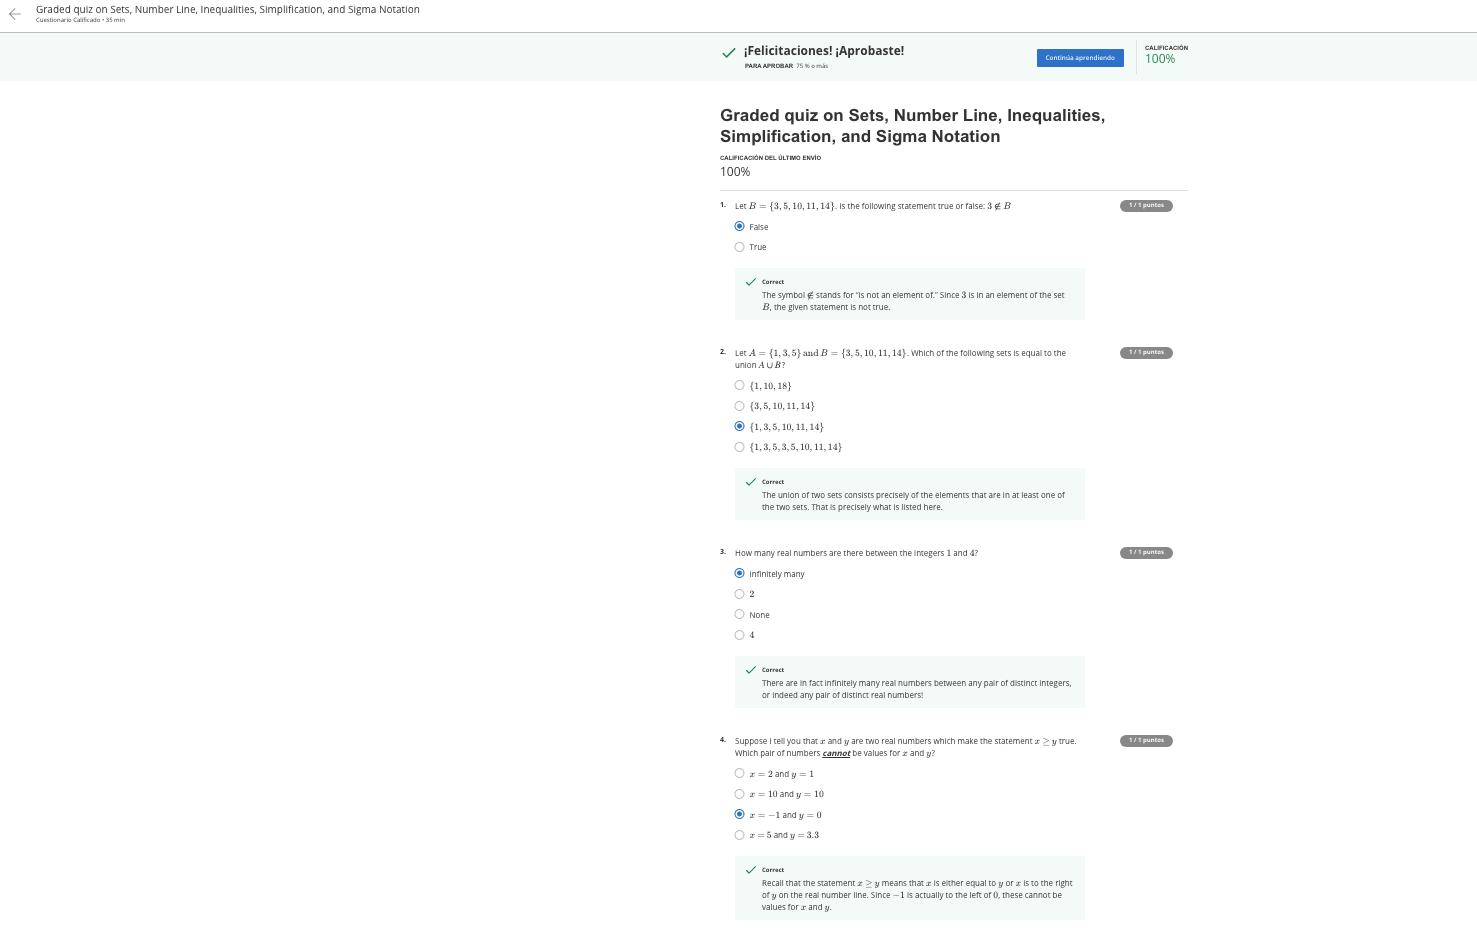 Graded quiz on Sets, Number Line, Inequalities, Simplification, and Sigma Notation
Cuestionario Calificado • 35 min
¡Felicitaciones! ¡Aprobaste!
PARA APROBAR 75 % o más
Continúa aprendiendo
CALIFICACIÓN
100%
Graded quiz on Sets, Number Line, Inequalities,
Simplification, and Sigma Notation
CALIFICACIÓN DEL ÚLTIMO ENVÍO
100%
1. Let B = {3, 5, 10, 11, 14}. Is the following statement true or false: 3 ∉ B
1 / 1 puntos
False
True
Correct
The symbol ∉ stands for “is not an element of.” Since 3 is in an element of the set
B, the given statement is not true.
2. Let A = {1, 3, 5} and B = {3, 5, 10, 11, 14}. Which of the following sets is equal to the
union A ∪ B?
1 / 1 puntos
{1, 10, 18}
{3, 5, 10, 11, 14}
{1, 3, 5, 10, 11, 14}
{1, 3, 5, 3, 5, 10, 11, 14}
Correct
The union of two sets consists precisely of the elements that are in at least one of
the two sets. That is precisely what is listed here.
3. How many real numbers are there between the integers 1 and 4?
1 / 1 puntos
Infinitely many
2
None
4
Correct
There are in fact infinitely many real numbers between any pair of distinct integers,
or indeed any pair of distinct real numbers!
4. Suppose I tell you that x and y are two real numbers which make the statement x ≥ y true.
Which pair of numbers cannot be values for x and y?
1 / 1 puntos
x = 2 and y = 1
x = 10 and y = 10
x = −1 and y = 0
x = 5 and y = 3.3
Correct
Recall that the statement x ≥ y means that x is either equal to y or x is to the right
of y on the real number line. Since −1 is actually to the left of 0, these cannot be
values for x and y.